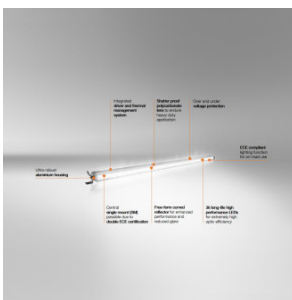 Integrated
driver and thermal
management
system
Shatter proof
polycarbonate
lens to endure
heavy duty
application
Over and under
voltage protection
ECE compliant
lighting function
for on road use
Ultra robust
aluminium housing
Central
single mount (SM)
possible due to
double ECE certification
Free-form curved
reflector for enhanced
performance and
reduced glare
36 long-life high
performance LEDs
for extremely high
optic efficiency